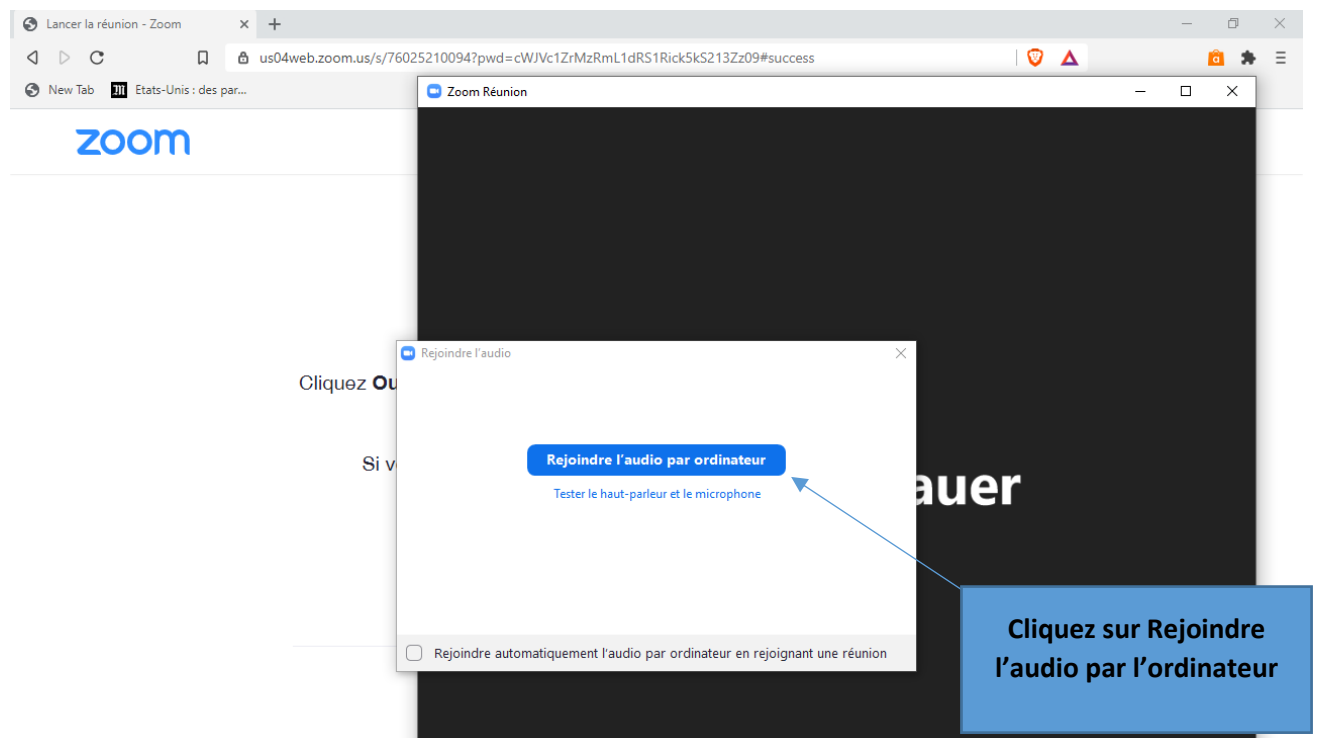 Lancer la réunion - Zoom
us04web.zoom.us/s/76025210094?pwd=cWJVc1ZrMzRmL1dRS1Rick5kS213Zz09#success
New Tab
Etats-Unis : des par...
Zoom Réunion
zoom
Rejoindre l'audio
Cliquez Ou
Rejoindre l'audio par ordinateur
Si v
Tester le haut-parleur et le microphone
auer
Cliquez sur Rejoindre
l’audio par l’ordinateur
Rejoindre automatiquement l'audio par ordinateur en rejoignant une réunion